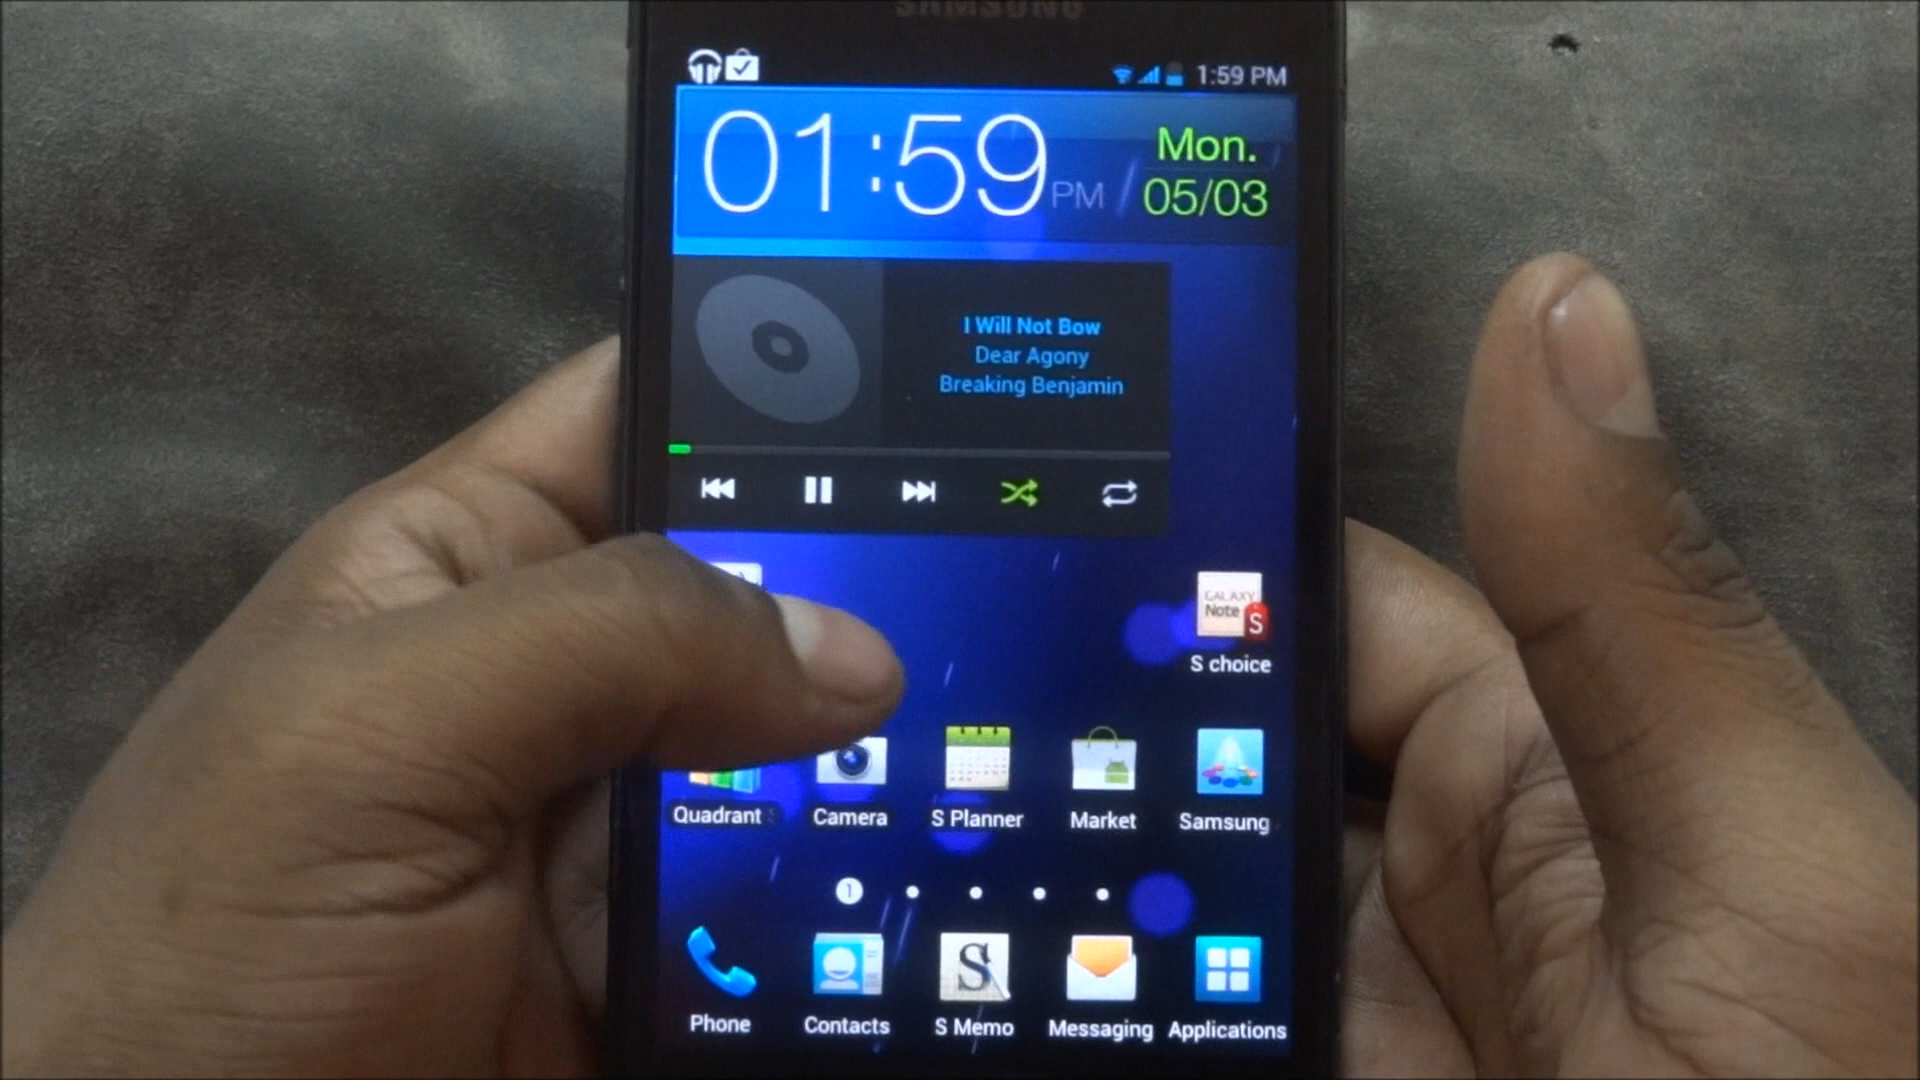 SAMSUNG
1:59 PM
01:59 PM
Mon.
05/03
I Will Not Bow
Dear Agony
Breaking Benjamin
GALAXY
Note
S
S choice
Quadrant S
Camera
S Planner
Market
Samsung
1
S
Phone
Contacts
S Memo
Messaging
Applications